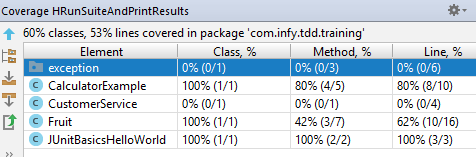 Coverage HRunSuiteAndPrintResults
60% classes, 53% lines covered in package 'com.infy.tdd.training'
Element Class, % Method, % Line, %
exception 0% (0/1) 0% (0/3) 0% (0/6)
CalculatorExample 100% (1/1) 80% (4/5) 80% (8/10)
CustomerService 0% (0/1) 0% (0/1) 0% (0/4)
Fruit 100% (1/1) 42% (3/7) 62% (10/16)
JUnitBasicsHelloWorld 100% (1/1) 100% (2/2) 100% (3/3)